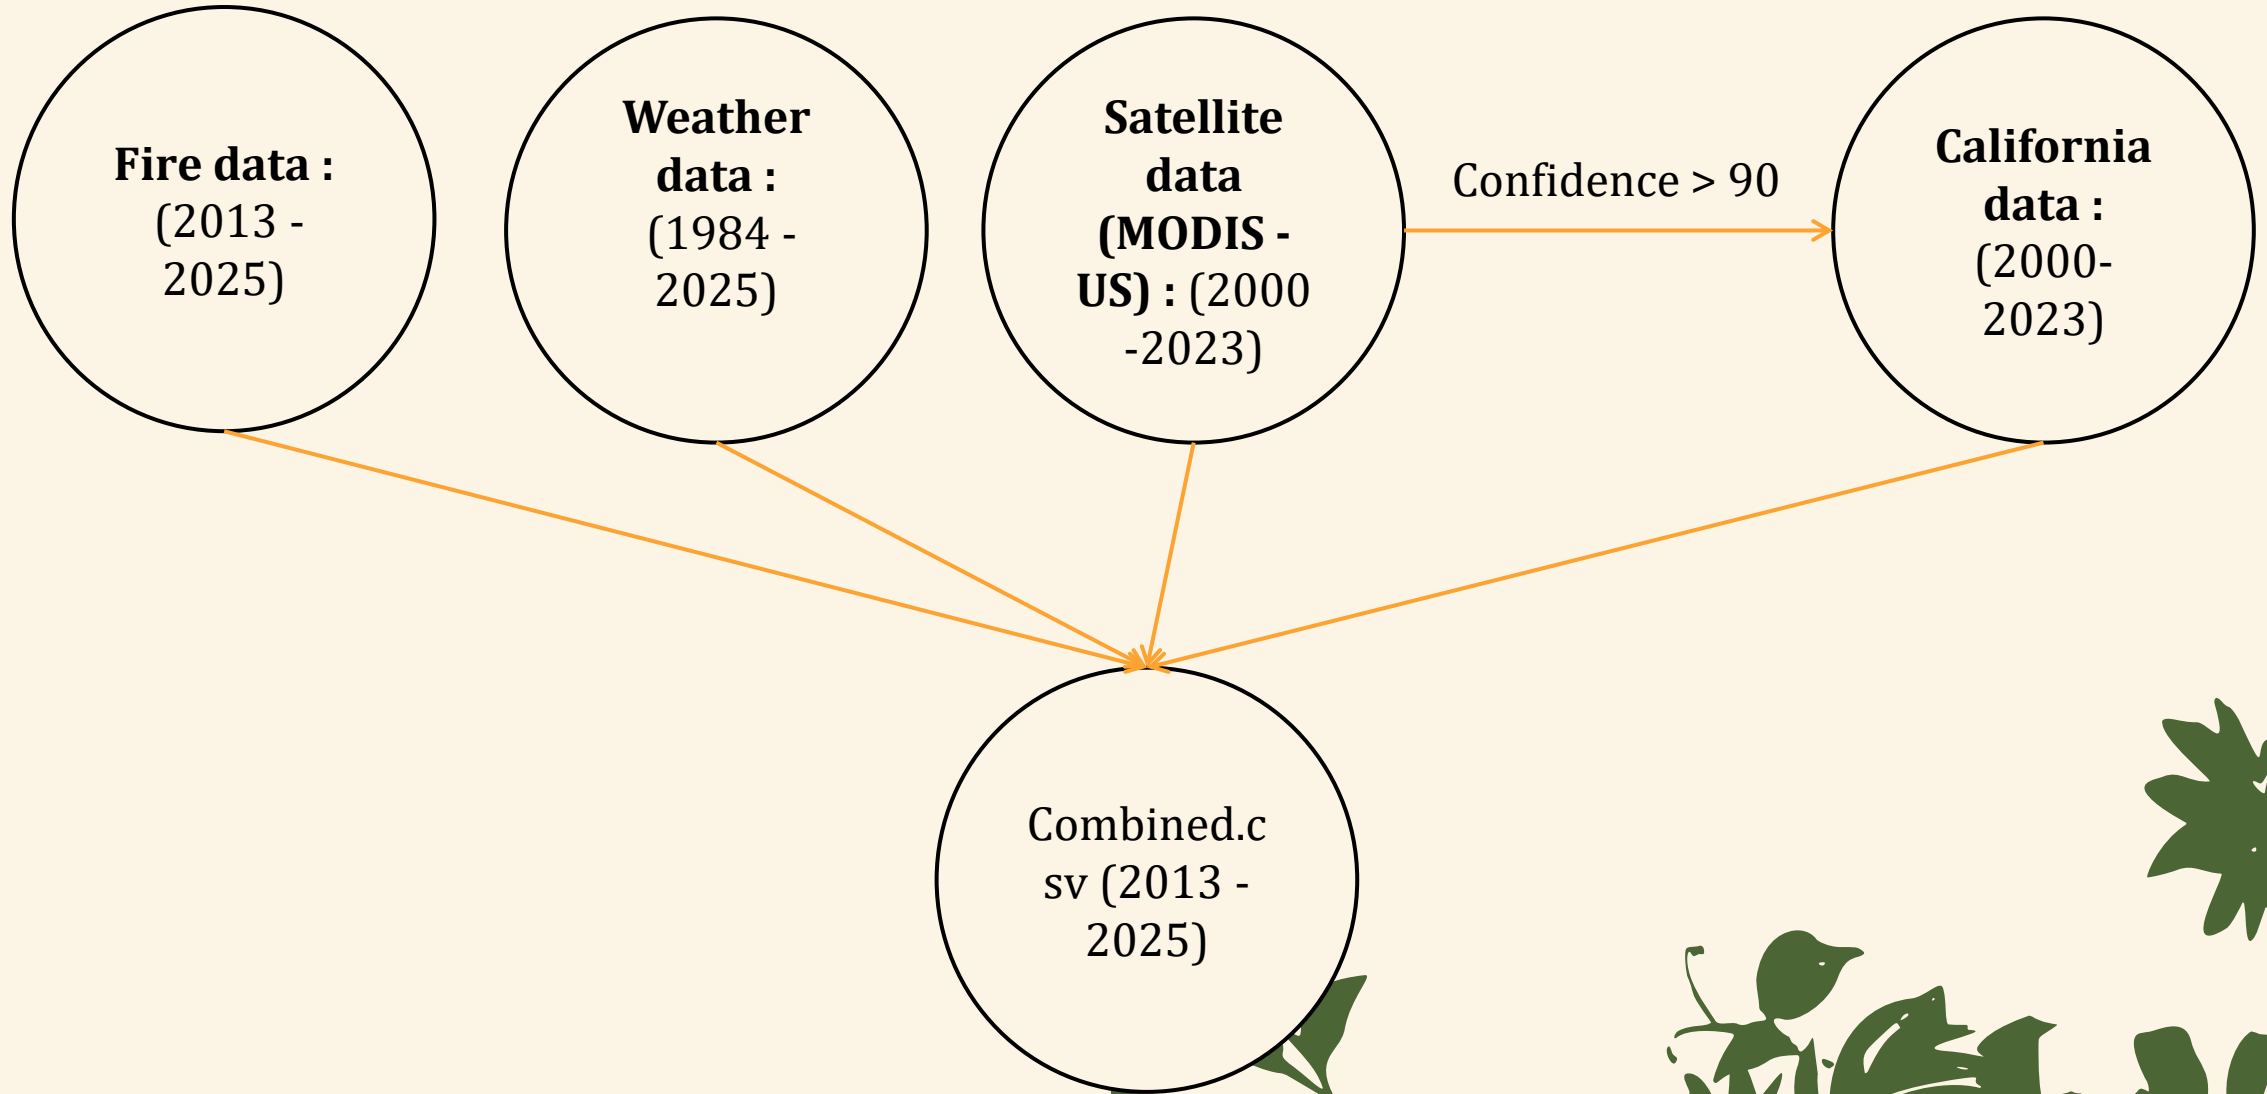 Fire data :
(2013 -
2025)
Weather
data :
(1984 -
2025)
Satellite
data
(MODIS -
US) : (2000
-2023)
Confidence > 90
California
data :
(2000-
2023)
Combined.c
sv (2013 -
2025)